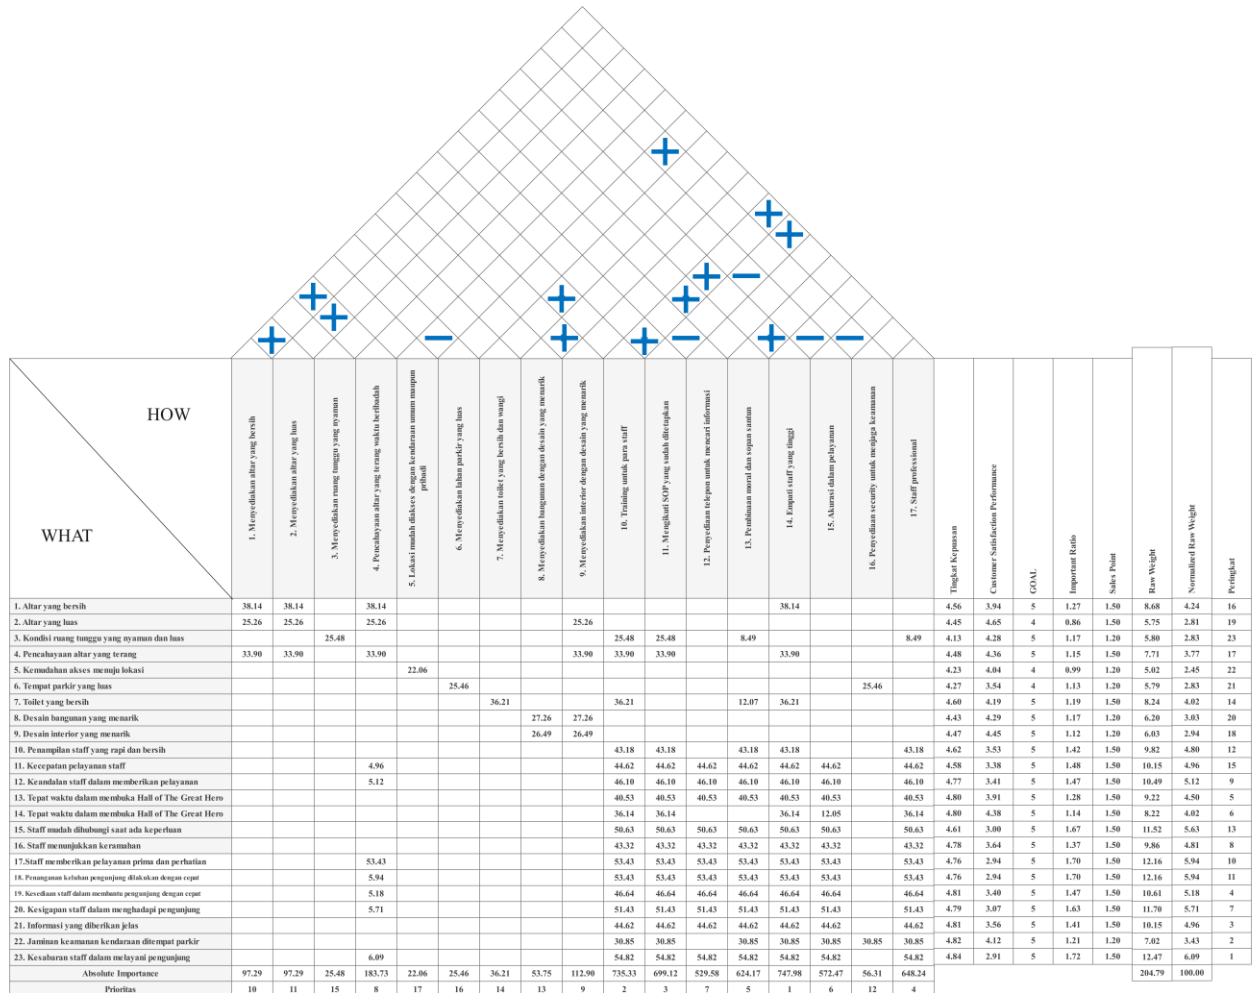 HOW
WHAT
1. Menyediakan altar yang bersih
2. Menyediakan altar yang luas
3. Menyediakan ruang tunggu yang nyaman
4. Pencahayaan altar yang terang waktu beribadah
5. Lokasi mudah diakses dengan kendaraan umum maupun pribadi
6. Menyediakan lahan parkir yang luas
7. Menyediakan toilet yang bersih dan wangi
8. Menyediakan bangunan dengan desain yang menarik
9. Menyediakan interior dengan desain yang menarik
10. Training untuk para staff
11. Mengikuti SOP yang sudah ditetapkan
12. Penyediaan telepon untuk mencari informasi
13. Pembinaan moral dan sopan santun
14. Empati staff yang tinggi
15. Akurasi dalam pelayanan
16. Penyediaan security untuk menjaga keamanan
17. Staff professional
Tingkat Kepuasan
Customer Satisfaction Performance
GOAL
Important Ratio
Sales Point
Raw Weight
Normalized Raw Weight
Peringkat
1. Altar yang bersih 38.14 38.14 38.14 38.14 4.56 3.94 5 1.27 1.50 8.68 4.24 16
2. Altar yang luas 25.26 25.26 25.26 25.26 4.45 4.65 4 0.86 1.50 5.75 2.81 19
3. Kondisi ruang tunggu yang nyaman dan luas 25.48 25.48 25.48 8.49 8.49 4.13 4.28 5 1.17 1.20 5.80 2.83 23
4. Pencahayaan altar yang terang 33.90 33.90 33.90 33.90 33.90 33.90 33.90 4.48 4.36 5 1.15 1.50 7.71 3.77 17
5. Kemudahan akses menuju lokasi 22.06 4.23 4.04 4 0.99 1.20 5.02 2.45 22
6. Tempat parkir yang luas 25.46 25.46 4.27 3.54 4 1.13 1.20 5.79 2.83 21
7. Toilet yang bersih 36.21 36.21 12.07 36.21 4.60 4.19 5 1.19 1.50 8.24 4.02 14
8. Desain bangunan yang menarik 27.26 27.26 4.43 4.29 5 1.17 1.20 6.20 3.03 20
9. Desain interior yang menarik 26.49 26.49 4.47 4.45 5 1.12 1.20 6.03 2.94 18
10. Penampilan staff yang rapi dan bersih 43.18 43.18 43.18 43.18 43.18 4.62 3.53 5 1.42 1.50 9.82 4.80 12
11. Kecepatan pelayanan staff 4.96 44.62 44.62 44.62 44.62 44.62 44.62 44.62 4.58 3.38 5 1.48 1.50 10.15 4.96 15
12. Keandalan staff dalam memberikan pelayanan 5.12 46.10 46.10 46.10 46.10 46.10 46.10 46.10 4.77 3.41 5 1.47 1.50 10.49 5.12 9
13. Tepat waktu dalam membuka Hall of The Great Hero 40.53 40.53 40.53 40.53 40.53 40.53 40.53 4.80 3.91 5 1.28 1.50 9.22 4.50 5
14. Tepat waktu dalam membuka Hall of The Great Hero 36.14 36.14 36.14 12.05 36.14 4.80 4.38 5 1.14 1.50 8.22 4.02 6
15. Staff mudah dihubungi saat ada keperluan 50.63 50.63 50.63 50.63 50.63 50.63 50.63 4.61 3.00 5 1.67 1.50 11.52 5.63 13
16. Staff menunjukkan keramahan 43.32 43.32 43.32 43.32 43.32 43.32 43.32 4.78 3.64 5 1.37 1.50 9.86 4.81 8
17.Staff memberikan pelayanan prima dan perhatian 53.43 53.43 53.43 53.43 53.43 53.43 53.43 53.43 4.76 2.94 5 1.70 1.50 12.16 5.94 10
18. Penanganan keluhan pengunjung dilakukan dengan cepat 5.94 53.43 53.43 53.43 53.43 53.43 53.43 53.43 4.76 2.94 5 1.70 1.50 12.16 5.94 11
19. Kesediaan staff dalam membantu pengunjung dengan cepat 5.18 46.64 46.64 46.64 46.64 46.64 46.64 46.64 4.81 3.40 5 1.47 1.50 10.61 5.18 4
20. Kesigapan staff dalam menghadapi pengunjung 5.71 51.43 51.43 51.43 51.43 51.43 51.43 51.43 4.79 3.07 5 1.63 1.50 11.70 5.71 7
21. Informasi yang diberikan jelas 44.62 44.62 44.62 44.62 44.62 44.62 44.62 4.81 3.56 5 1.41 1.50 10.15 4.96 3
22. Jaminan keamanan kendaraan ditempat parkir 30.85 30.85 30.85 30.85 30.85 30.85 30.85 4.82 4.12 5 1.21 1.20 7.02 3.43 2
23. Kesabaran staff dalam melayani pengunjung 6.09 54.82 54.82 54.82 54.82 54.82 54.82 54.82 4.84 2.91 5 1.72 1.50 12.47 6.09 1
Absolute Importance 97.29 97.29 25.48 183.73 22.06 25.46 36.21 53.75 112.90 735.33 699.12 529.58 624.17 747.98 572.47 56.31 648.24 204.79 100.00
Prioritas 10 11 15 8 17 16 14 13 9 2 3 7 5 1 6 12 4